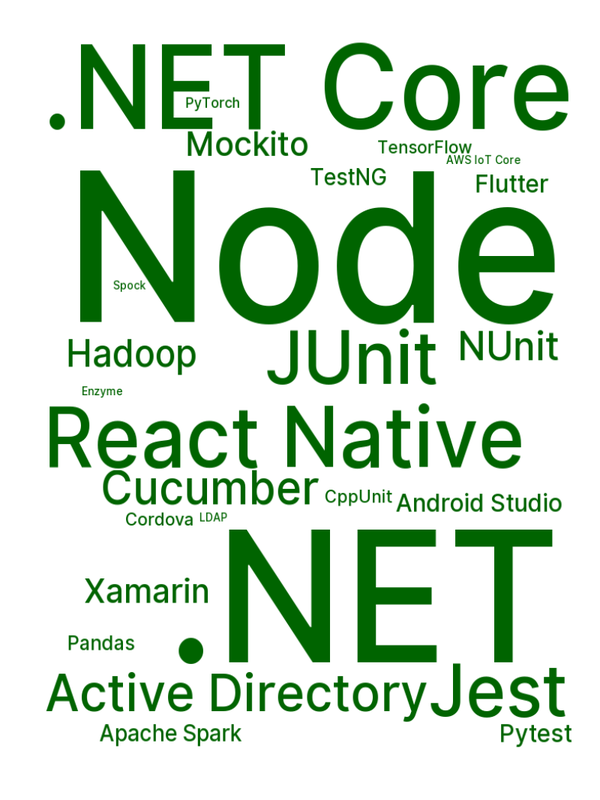 .NET Core
PyTorch
Mockito
TensorFlow
AWS IoT Core
TestNG
Flutter
Node
Spock
JUnit
NUnit
Hadoop
Enzyme
React Native
Cucumber
CppUnit
Android Studio
Cordova
LDAP
.NET
Xamarin
Pandas
Active Directory
Jest
Apache Spark
Pytest